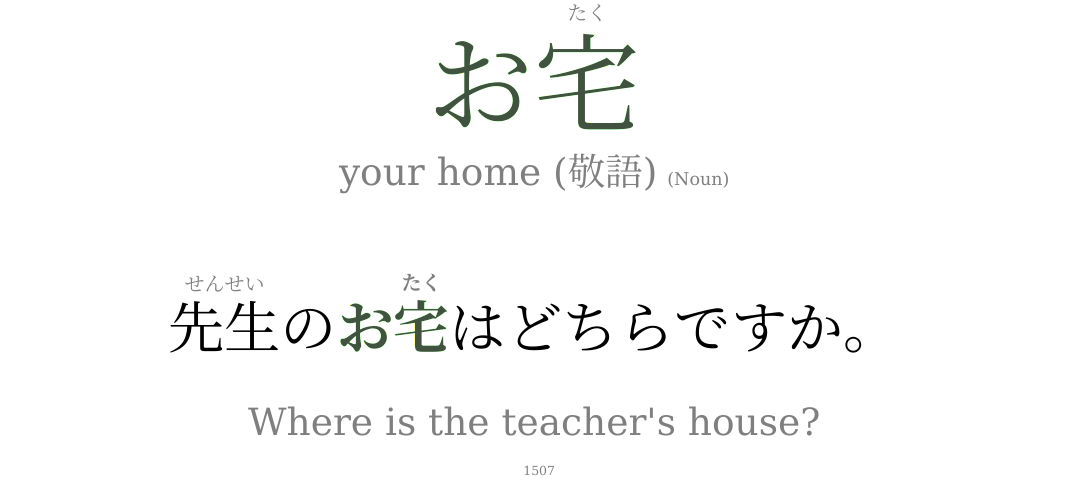 たく
お宅
your home (敬語) (Noun)
せんせい たく
先生のお宅はどちらですか。
Where is the teacher's house?
1507